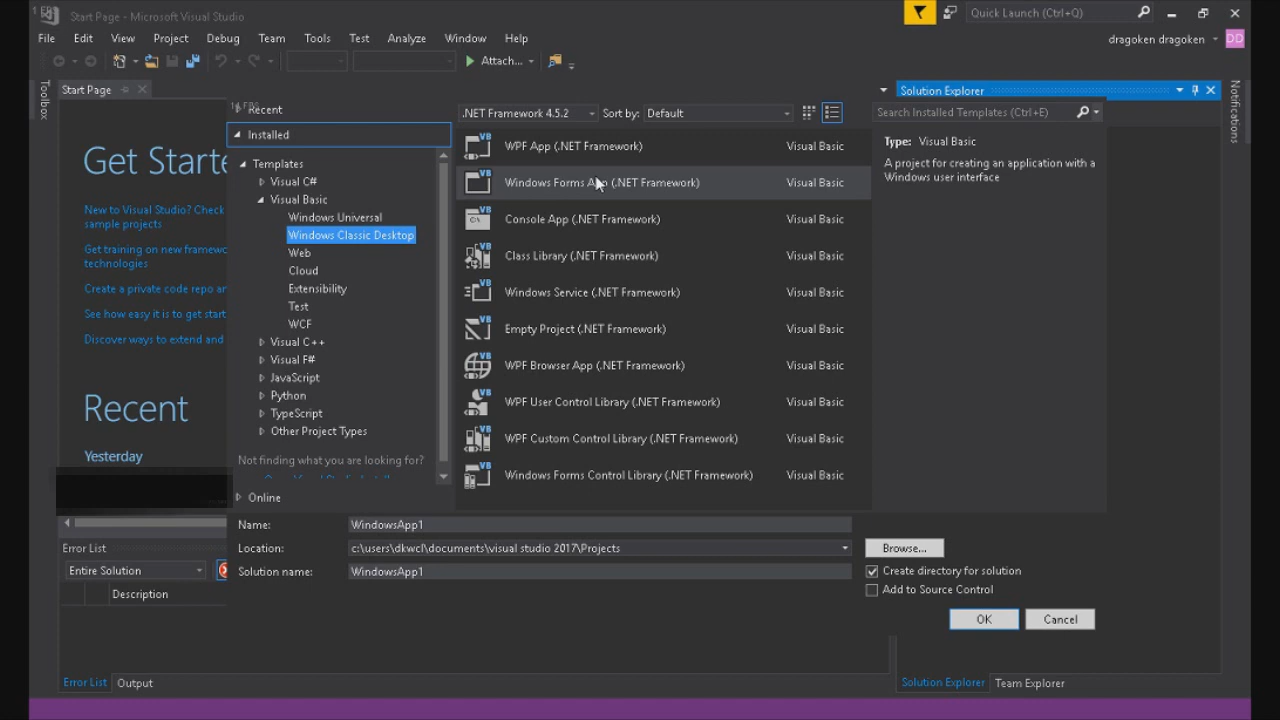 Start Page - Microsoft Visual Studio
Quick Launch (Ctrl+Q)
File Edit View Project Debug Team Tools Test Analyze Window Help
dragoken dragoken DD
Attach...
Toolbox
Start Page
Solution Explorer
Notifications
Recent
.NET Framework 4.5.2
Sort by: Default
Search Installed Templates (Ctrl+E)
Installed
Get Starte
New to Visual Studio? Check
sample projects
Get training on new framew
technologies
Create a private code repo ar
See how easy it is to get start
Discover ways to extend and
Recent
Yesterday
Templates
Visual C#
Visual Basic
Windows Universal
Windows Classic Desktop
Web
Cloud
Extensibility
Test
WCF
Visual C++
Visual F#
JavaScript
Python
TypeScript
Other Project Types
Not finding what you are looking for?
Online
VB WPF App (.NET Framework) Visual Basic
VB Windows Forms App (.NET Framework) Visual Basic
VB Console App (.NET Framework) Visual Basic
VB Class Library (.NET Framework) Visual Basic
VB Windows Service (.NET Framework) Visual Basic
VB Empty Project (.NET Framework) Visual Basic
VB WPF Browser App (.NET Framework) Visual Basic
VB WPF User Control Library (.NET Framework) Visual Basic
VB WPF Custom Control Library (.NET Framework) Visual Basic
VB Windows Forms Control Library (.NET Framework) Visual Basic
Type: Visual Basic
A project for creating an application with a
Windows user interface
Name: WindowsApp1
Location: c:\users\dkwcl\documents\visual studio 2017\Projects
Browse...
Solution name: WindowsApp1
Create directory for solution
Add to Source Control
OK Cancel
Error List
Entire Solution
Description
Error List Output
Solution Explorer Team Explorer